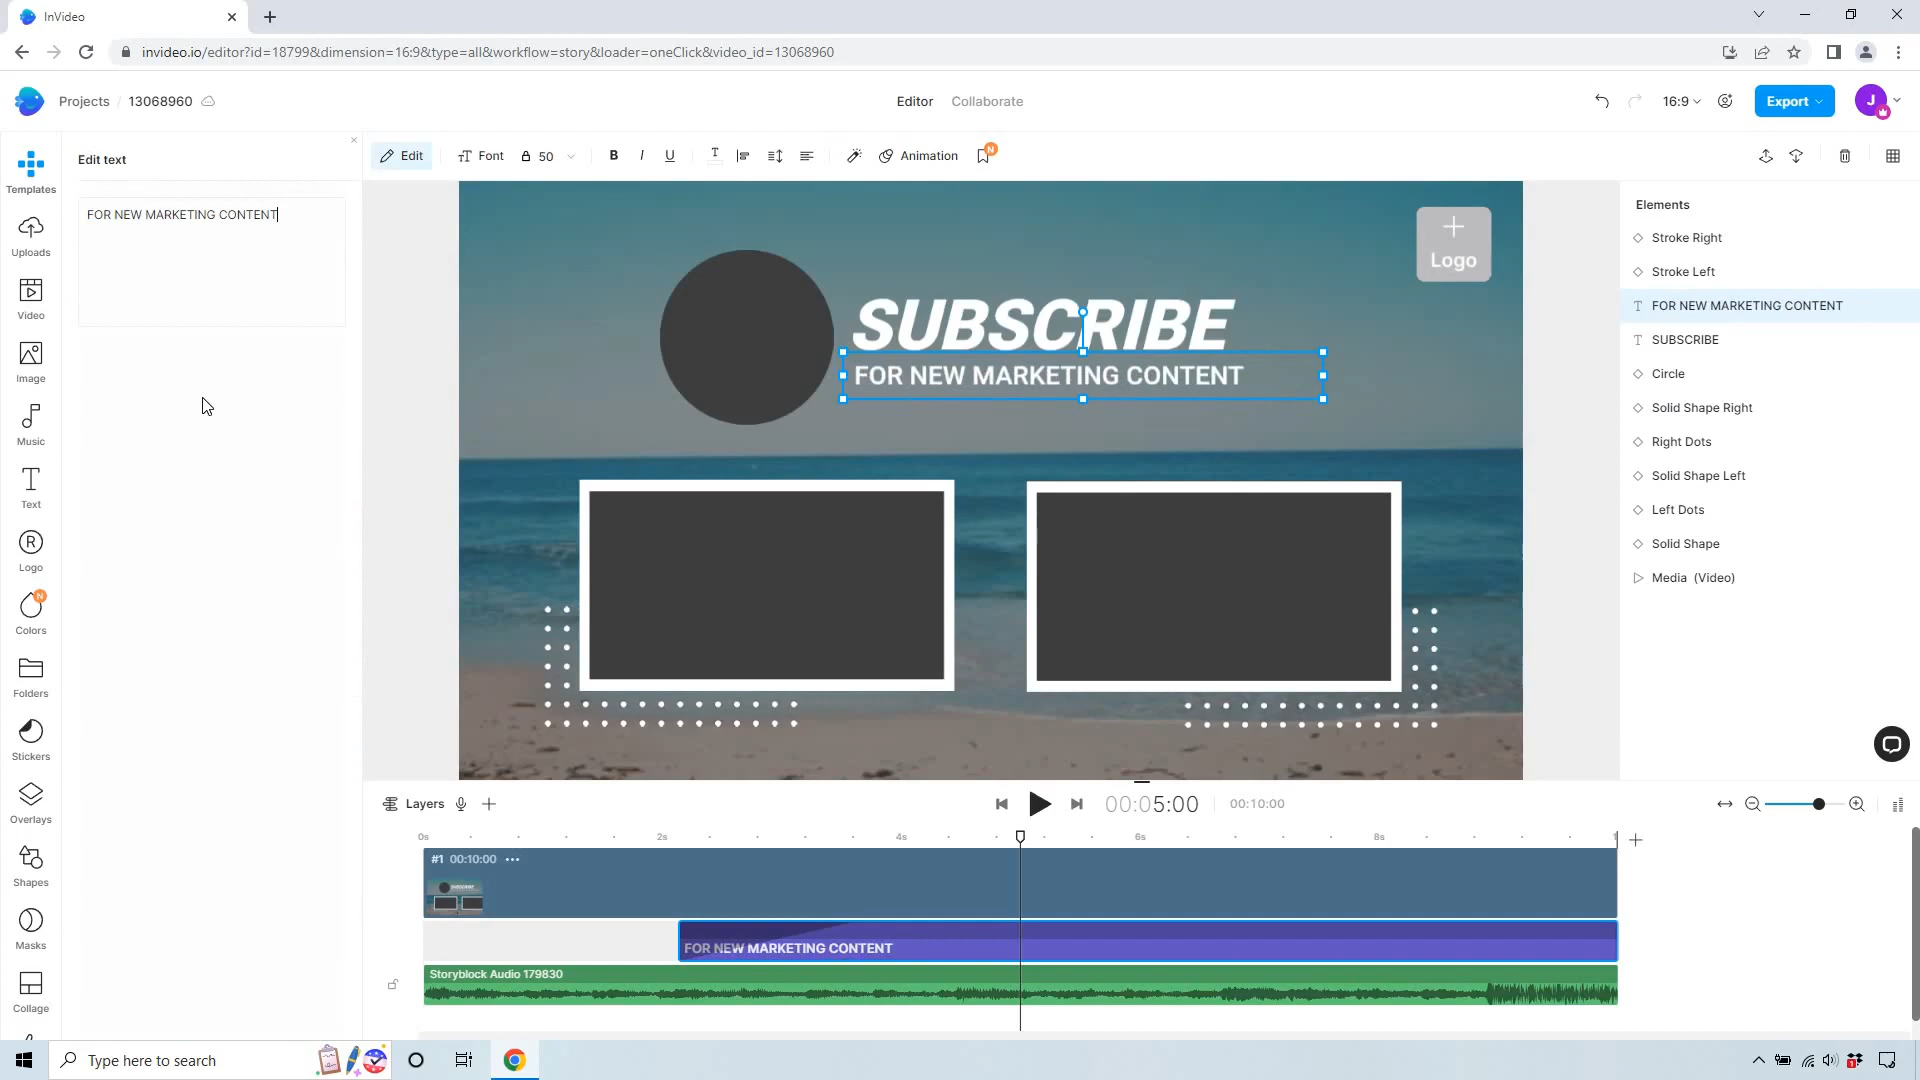 InVideo
invideo.io/editor?id=18799&dimension=16:9&type=all&workflow=story&loader=oneClick&video_id=13068960
Projects / 13068960
Editor
Collaborate
16:9
Export
J
Edit text
Edit
Font
50
B
I
U
T
Animation
N
Templates
Uploads
Video
Image
Music
Text
Logo
Colors
N
Folders
Stickers
Overlays
Shapes
Masks
Collage
FOR NEW MARKETING CONTENT
Logo
SUBSCRIBE
FOR NEW MARKETING CONTENT
Elements
Stroke Right
Stroke Left
FOR NEW MARKETING CONTENT
SUBSCRIBE
Circle
Solid Shape Right
Right Dots
Solid Shape Left
Left Dots
Solid Shape
Media (Video)
Layers
00:05:00
00:10:00
0s
2s
4s
6s
8s
1
#1 00:10:00
FOR NEW MARKETING CONTENT
Storyblock Audio 179830
Type here to search
1